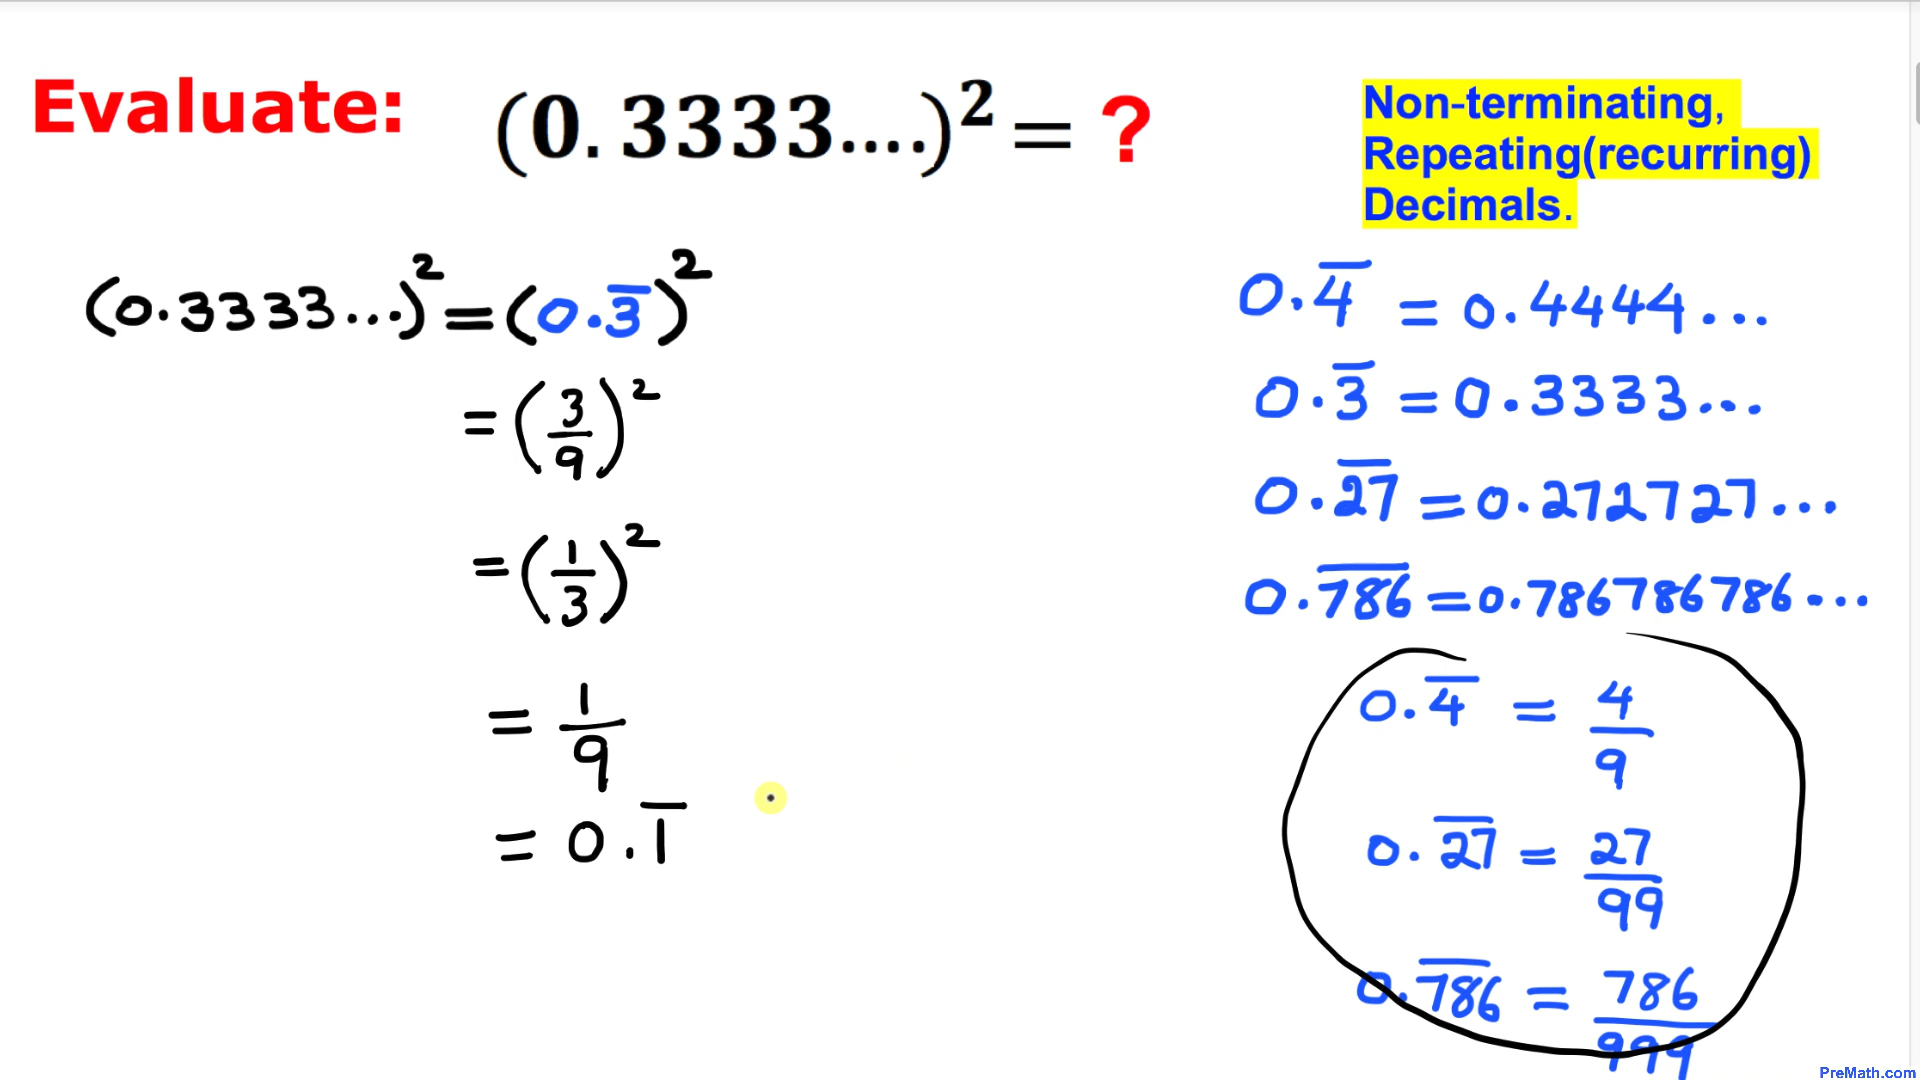 Evaluate: (0.3333....)² = ?
Non-terminating,
Repeating(recurring)
Decimals.
(0.3333...)² = (0.3̅)²
= (3/9)²
= (1/3)²
= 1/9
= 0.1̅
0.4̅ = 0.4444...
0.3̅ = 0.3333...
0.2̅7̅ = 0.272727...
0.7̅8̅6̅ = 0.786786786...
0.4̅ = 4/9
0.2̅7̅ = 27/99
0.7̅8̅6̅ = 786/999
PreMath.com